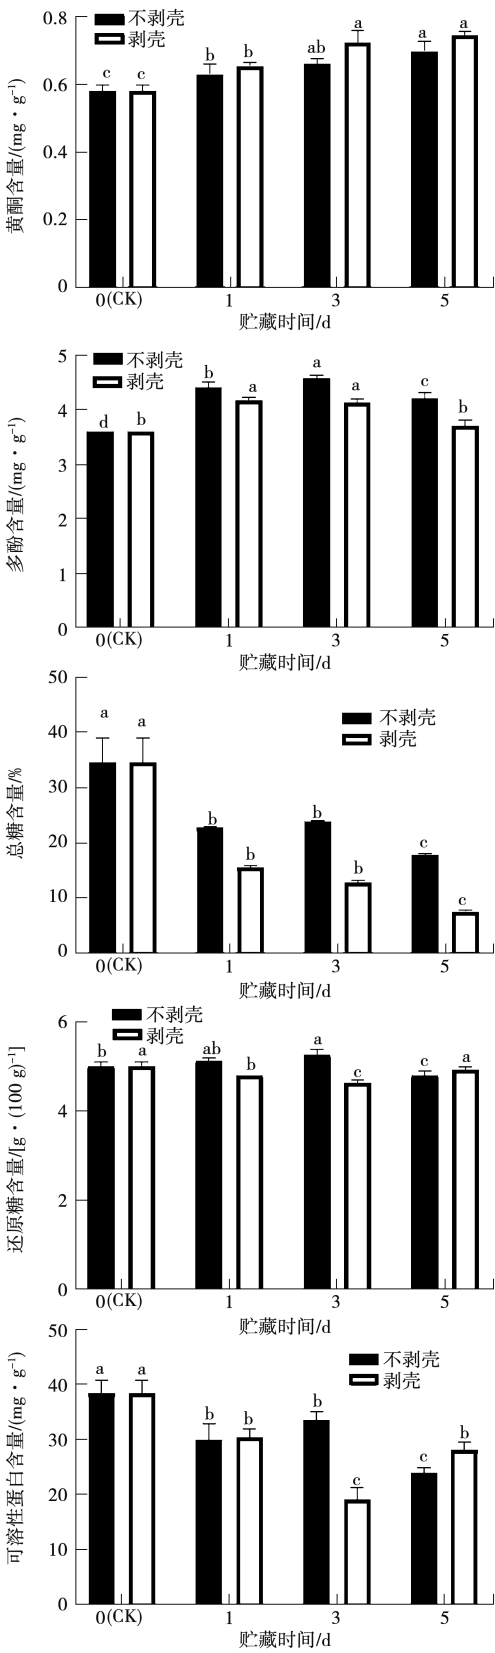 黄酮含量/(mg·g⁻¹)
0.8
0.6
0.4
0.2
0
不剥壳
剥壳
c c b b ab a a a
0(CK) 1 3 5
贮藏时间/d
多酚含量/(mg·g⁻¹)
5
4
3
2
1
0
不剥壳
剥壳
d b b a a a c b
0(CK) 1 3 5
贮藏时间/d
总糖含量/%
50
40
30
20
10
0
不剥壳
剥壳
a a b b b b c c
0(CK) 1 3 5
贮藏时间/d
还原糖含量/[g·(100 g)⁻¹]
6
4
2
0
不剥壳
剥壳
b a ab b a c c a
0(CK) 1 3 5
贮藏时间/d
可溶性蛋白含量/(mg·g⁻¹)
50
40
30
20
10
0
不剥壳
剥壳
a a b b b c c b
0(CK) 1 3 5
贮藏时间/d